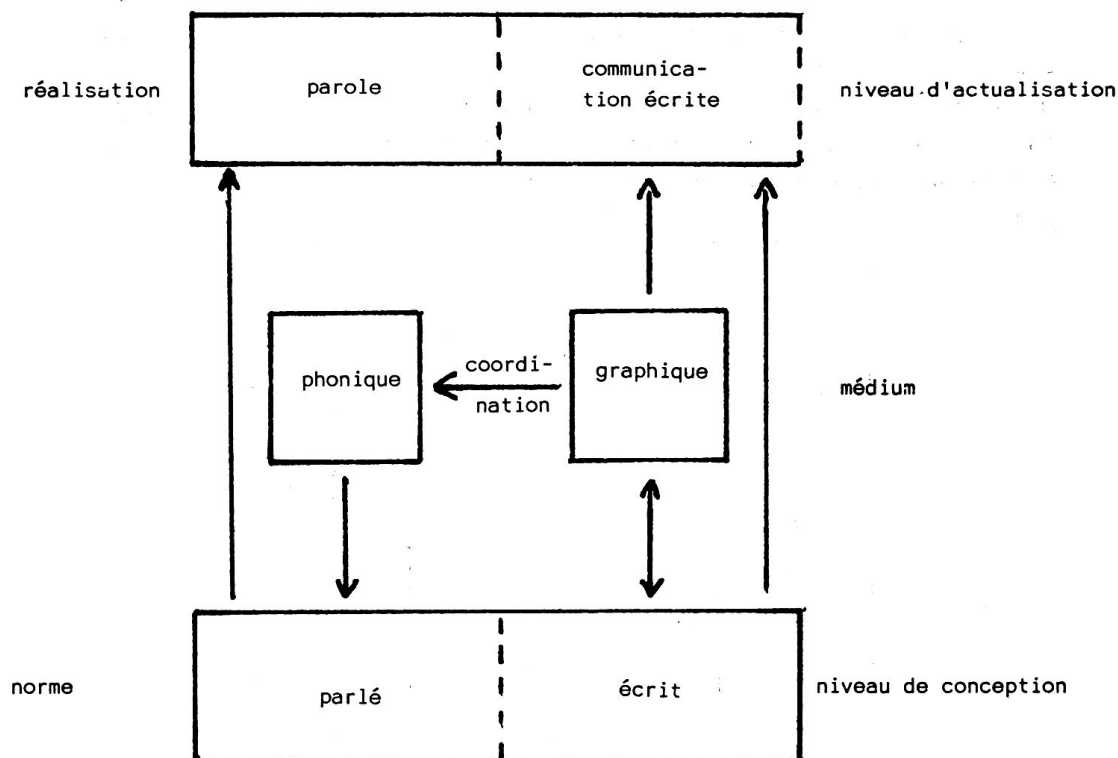 réalisation
parole
communica-
tion écrite
niveau d'actualisation
phonique
coordi-
nation
graphique
médium
norme
parlé
écrit
niveau de conception